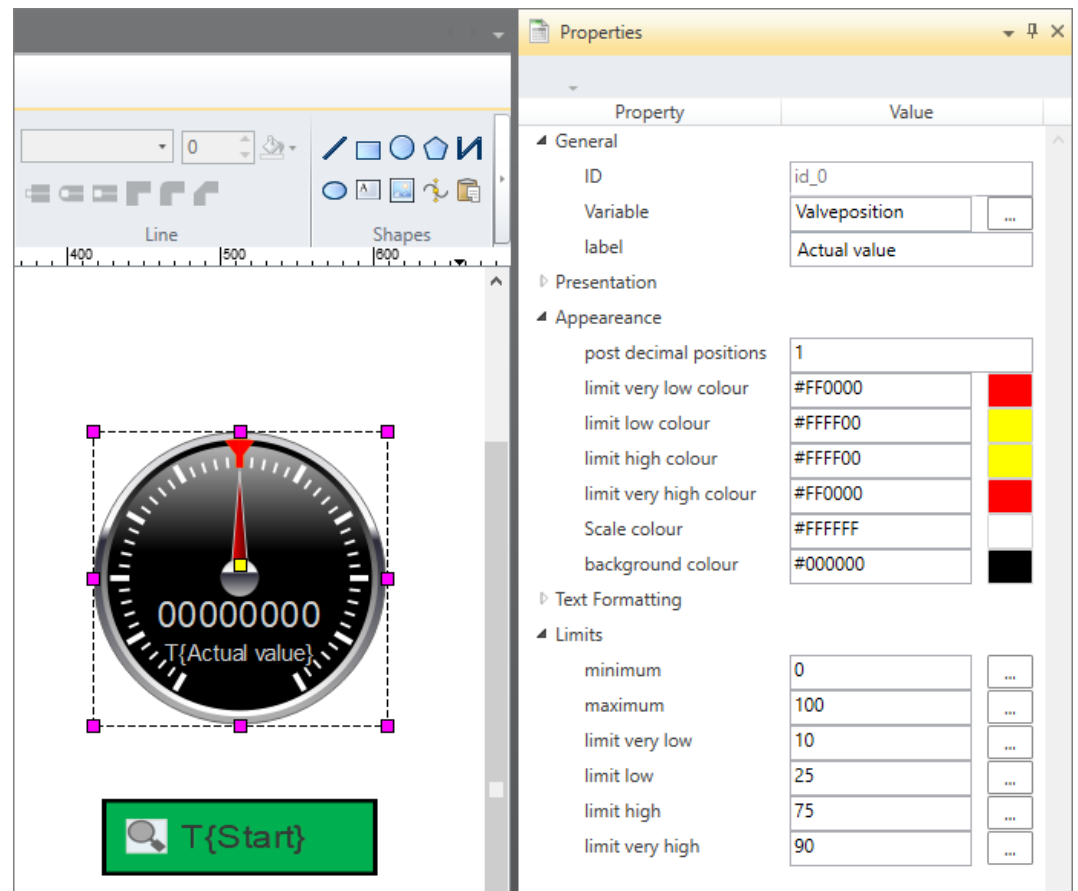 Properties
Property Value
General
0
ID id_0
Variable Valveposition ...
Line Shapes
label Actual value
400 500 600
Presentation
Appeareance
post decimal positions 1
limit very low colour #FF0000
limit low colour #FFFF00
limit high colour #FFFF00
limit very high colour #FF0000
Scale colour #FFFFFF
background colour #000000
00000000
Text Formatting
Limits
T{Actual value}
minimum 0 ...
maximum 100 ...
limit very low 10 ...
limit low 25 ...
limit high 75 ...
T{Start}
limit very high 90 ...